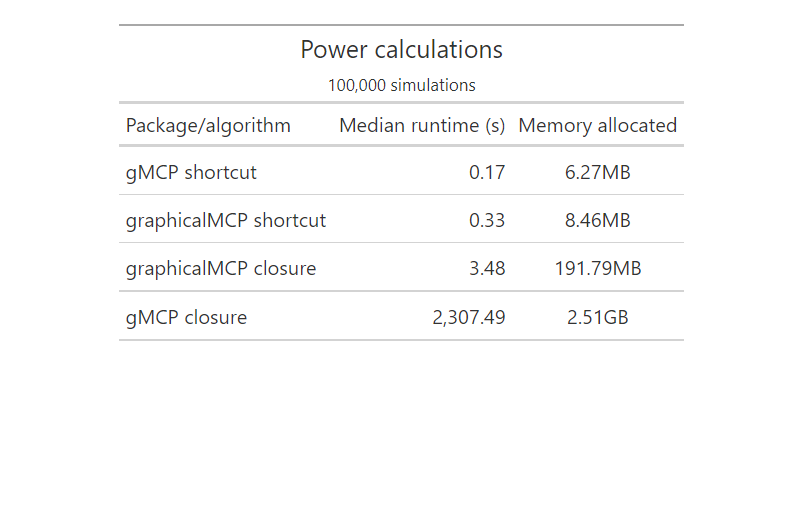 Power calculations
100,000 simulations
Package/algorithm Median runtime (s) Memory allocated
gMCP shortcut 0.17 6.27MB
graphicalMCP shortcut 0.33 8.46MB
graphicalMCP closure 3.48 191.79MB
gMCP closure 2,307.49 2.51GB